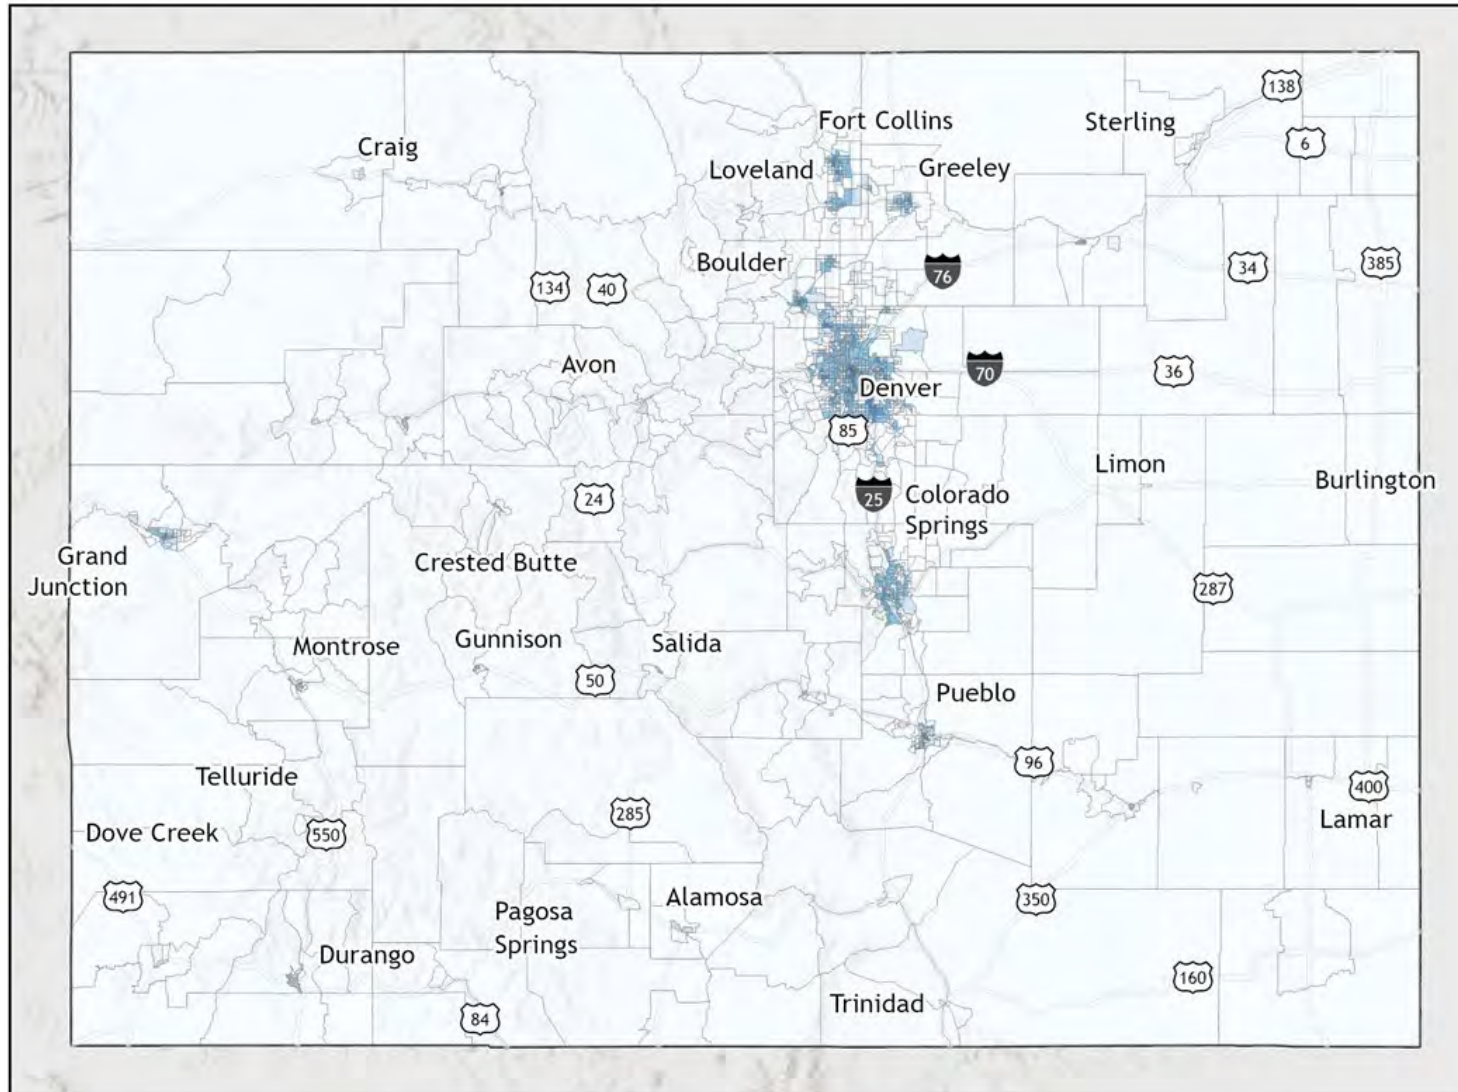 138
Fort Collins
Sterling
6
Craig
Loveland
Greeley
Boulder
76
34
385
134
40
Avon
70
36
Denver
85
Limon
Burlington
24
25
Colorado
Springs
Grand
Junction
Crested Butte
287
Montrose
Gunnison
Salida
50
Pueblo
96
Telluride
400
285
Lamar
Dove Creek
550
491
Alamosa
350
Pagosa
Springs
Durango
160
Trinidad
84